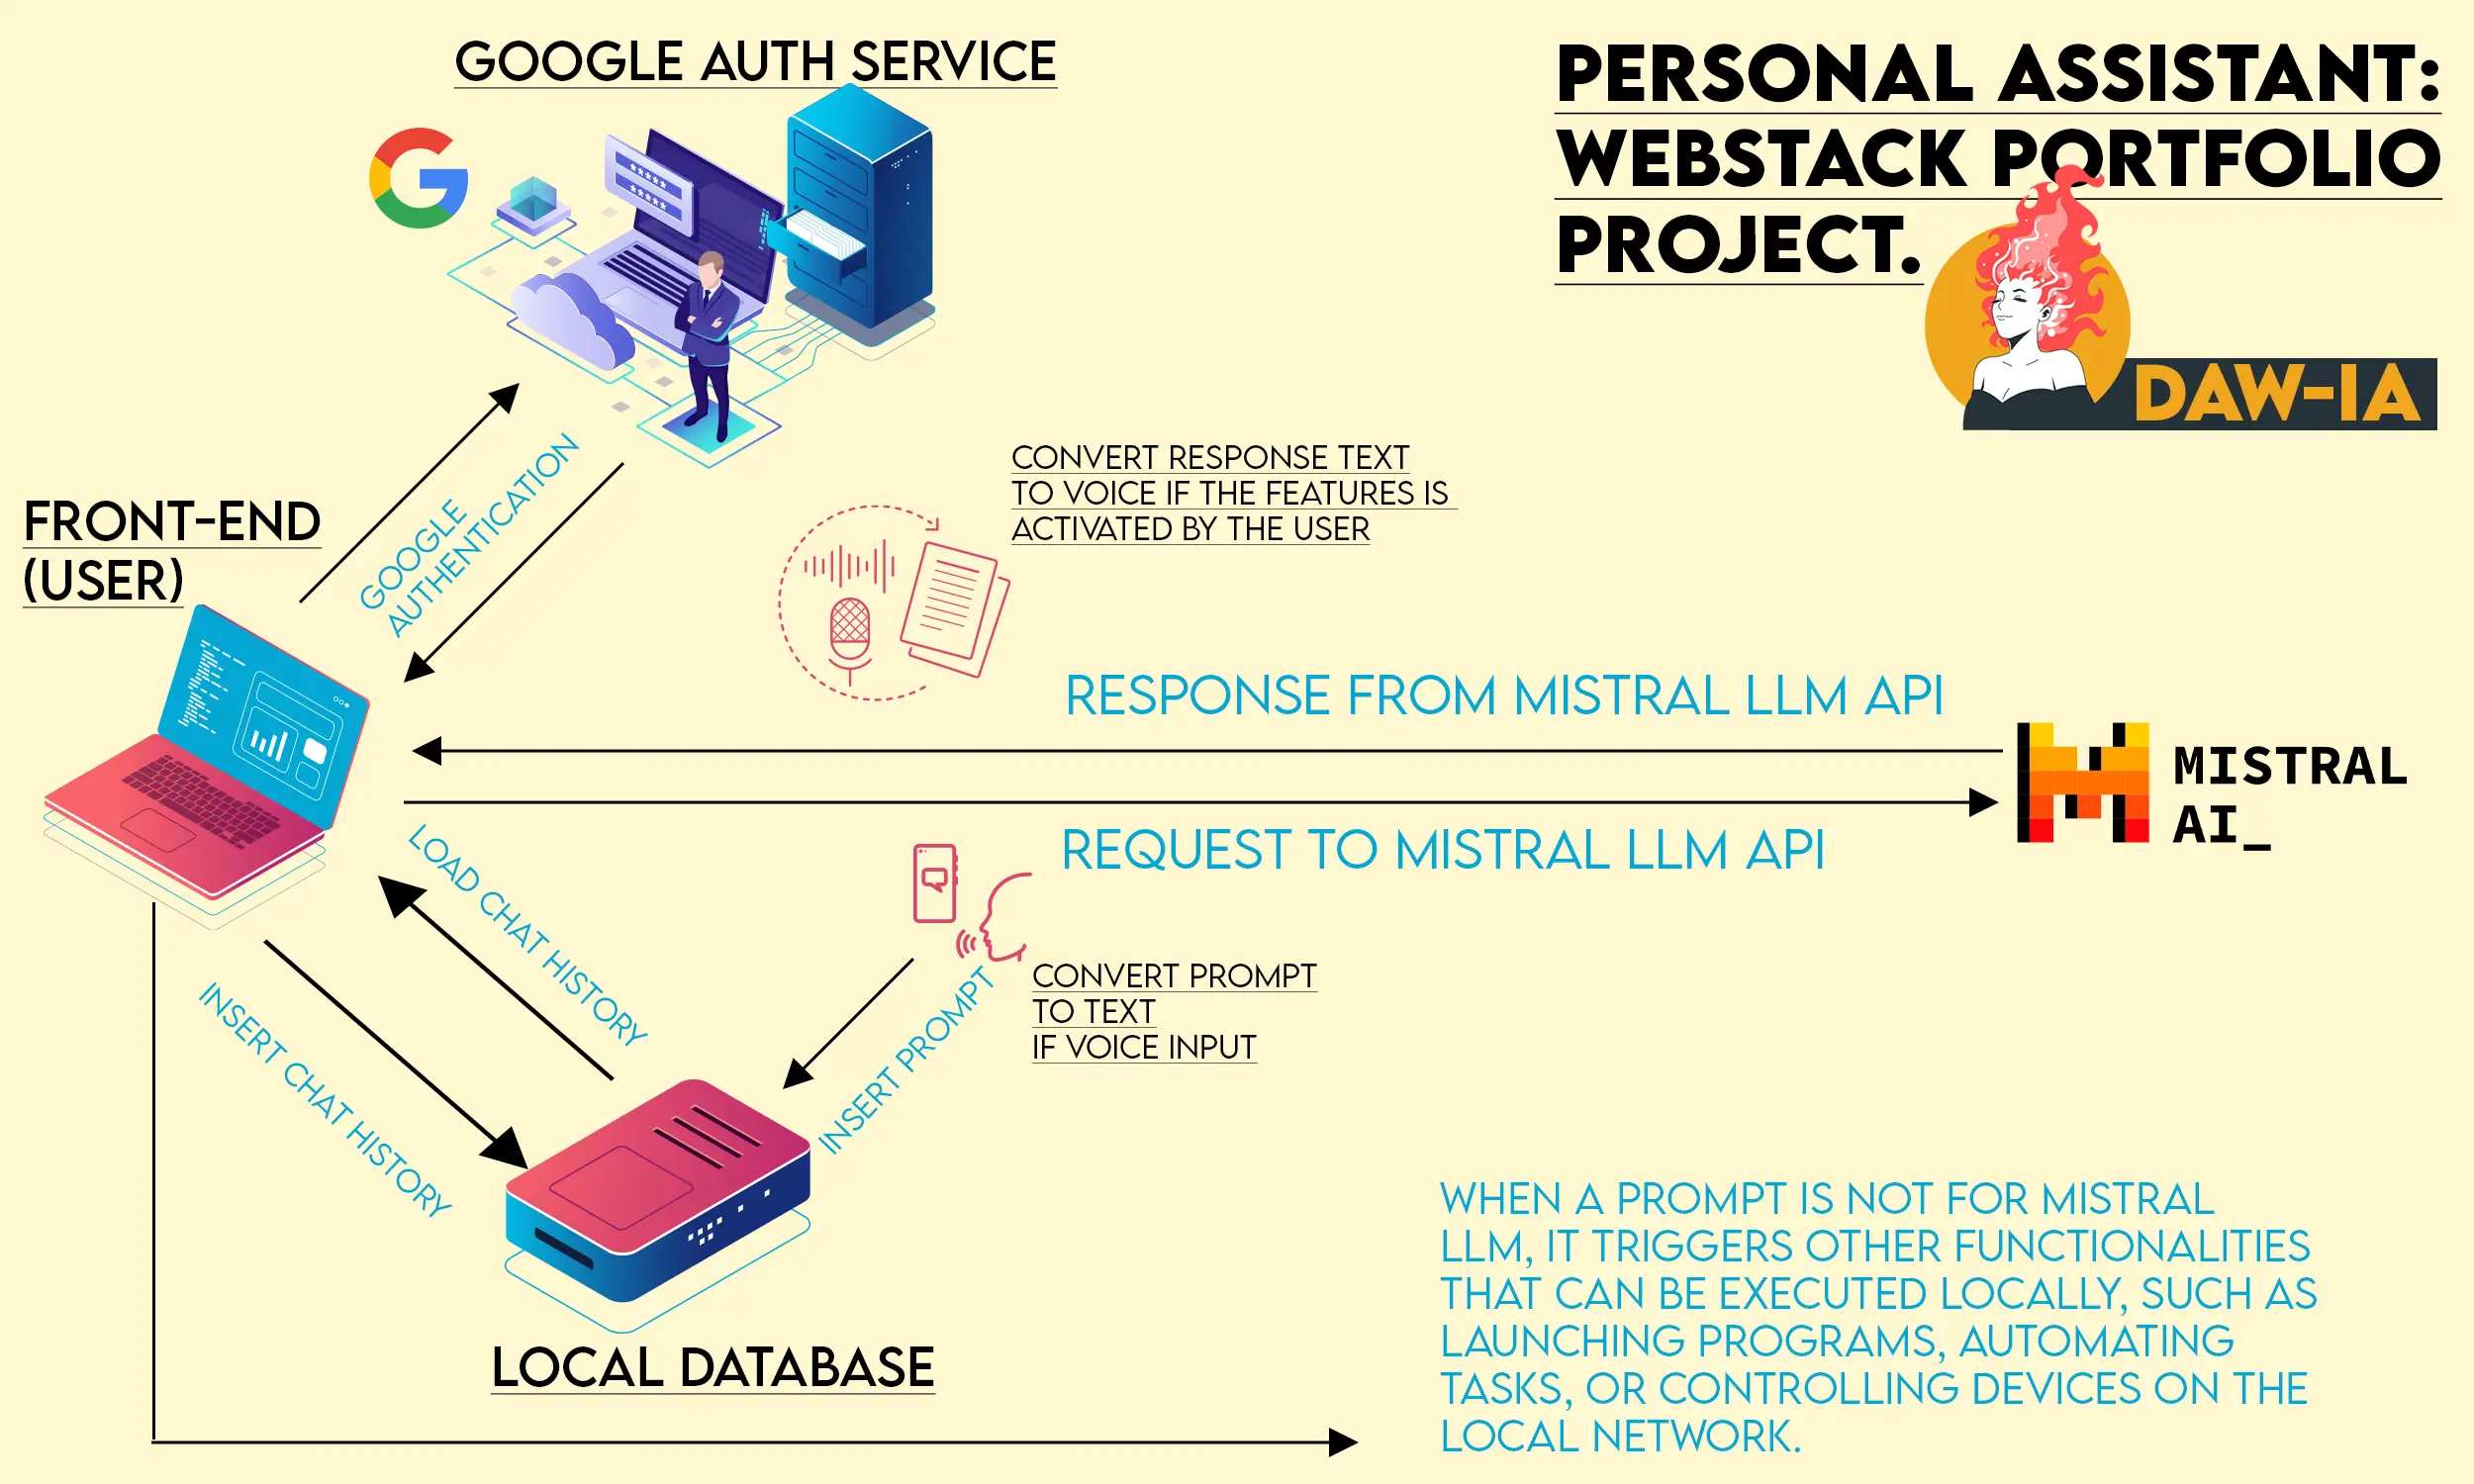 GOOGLE AUTH SERVICE
PERSONAL ASSISTANT:
WEBSTACK PORTFOLIO
PROJECT.
DAW-IA
*****
*****
GOOGLE
AUTHENTICATION
CONVERT RESPONSE TEXT
TO VOICE IF THE FEATURES IS
ACTIVATED BY THE USER
FRONT-END
(USER)
RESPONSE FROM MISTRAL LLM API
MISTRAL
AI_
REQUEST TO MISTRAL LLM API
LOAD CHAT HISTORY
INSERT CHAT HISTORY
INSERT PROMPT
CONVERT PROMPT
TO TEXT
IF VOICE INPUT
LOCAL DATABASE
WHEN A PROMPT IS NOT FOR MISTRAL
LLM, IT TRIGGERS OTHER FUNCTIONALITIES
THAT CAN BE EXECUTED LOCALLY, SUCH AS
LAUNCHING PROGRAMS, AUTOMATING
TASKS, OR CONTROLLING DEVICES ON THE
LOCAL NETWORK.